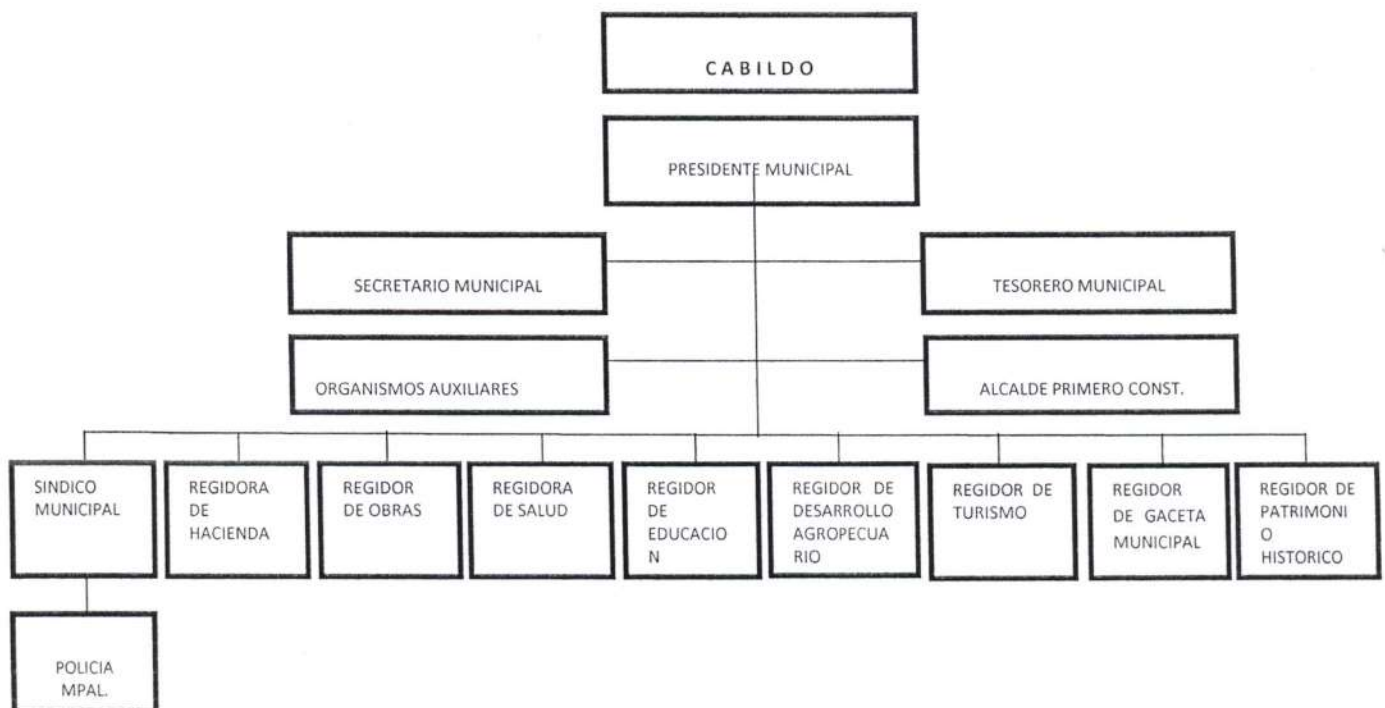 CABILDO
PRESIDENTE MUNICIPAL
SECRETARIO MUNICIPAL
TESORERO MUNICIPAL
ORGANISMOS AUXILIARES
ALCALDE PRIMERO CONST.
SINDICO
MUNICIPAL
REGIDORA
DE
HACIENDA
REGIDOR
DE OBRAS
REGIDORA
DE SALUD
REGIDOR
DE
EDUCACIO
N
REGIDOR DE
DESARROLLO
AGROPECUA
RIO
REGIDOR DE
TURISMO
REGIDOR
DE GACETA
MUNICIPAL
REGIDOR DE
PATRIMONI
O
HISTORICO
POLICIA
MPAL.